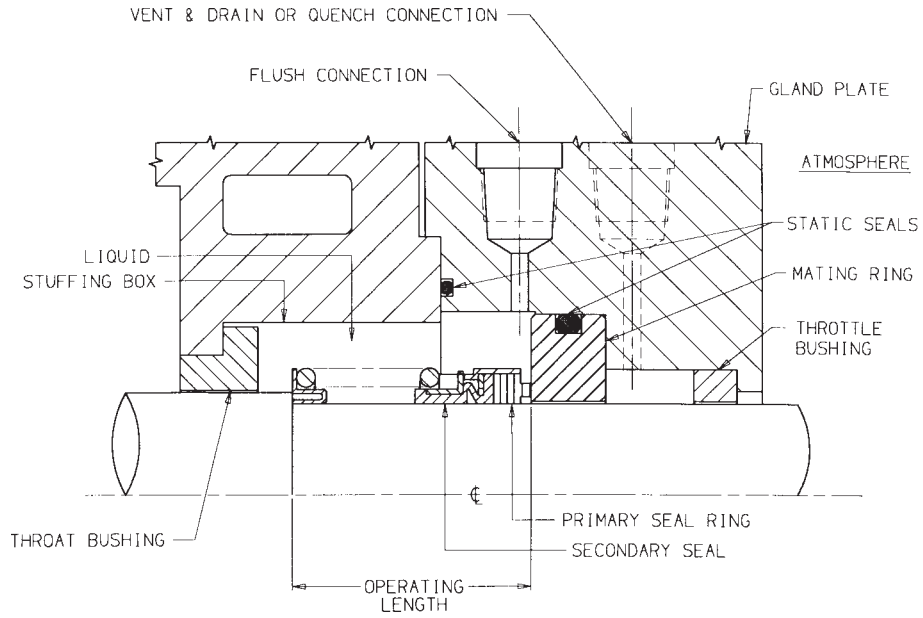 VENT & DRAIN OR QUENCH CONNECTION
FLUSH CONNECTION
GLAND PLATE
ATMOSPHERE
STATIC SEALS
LIQUID
STUFFING BOX
MATING RING
THROTTLE
BUSHING
℄
THROAT BUSHING
PRIMARY SEAL RING
SECONDARY SEAL
OPERATING
LENGTH